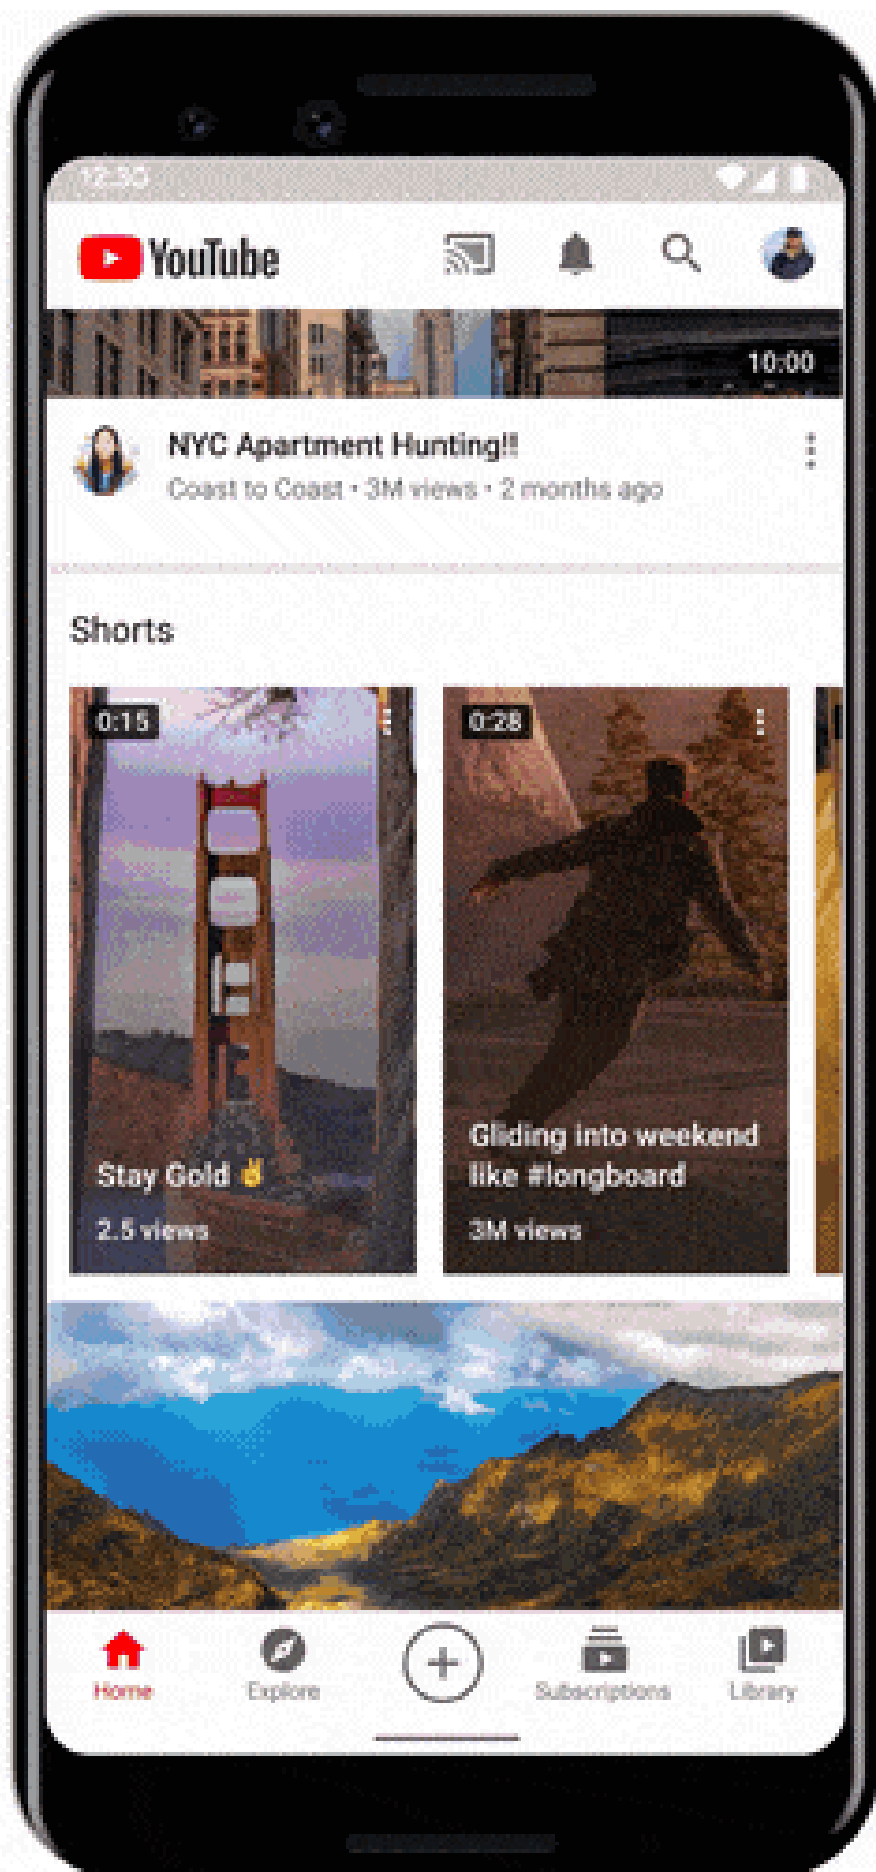 12:30
YouTube
10:00
NYC Apartment Hunting!!
Coast to Coast • 3M views • 2 months ago
Shorts
0:15
0:28
Stay Gold ✌
2.5 views
Gliding into weekend
like #longboard
3M views
Home
Explore
Subscriptions
Library